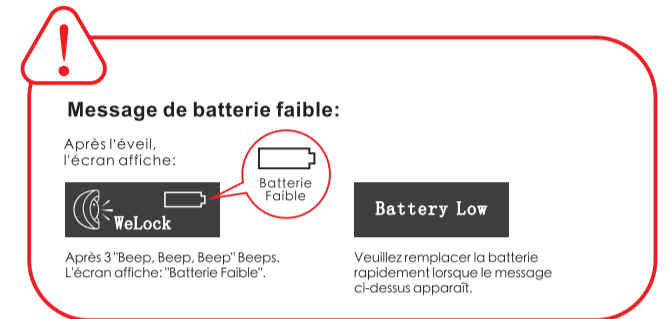 !
Message de batterie faible:
Après l'éveil,
l'écran affiche:
Batterie
Faible
WeLock
Après 3 "Beep, Beep, Beep" Beeps.
L'écran affiche: "Batterie Faible".
Battery Low
Veuillez remplacer la batterie
rapidement lorsque le message
ci-dessus apparaît.